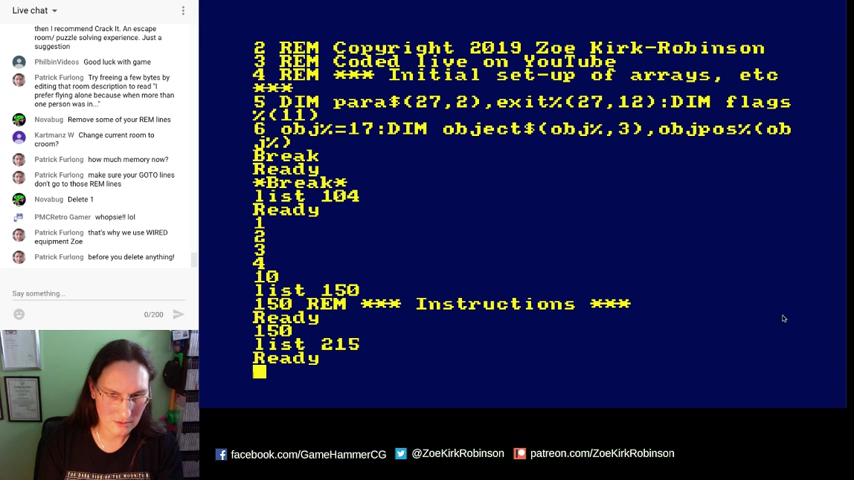 Live chat
then I recommend Crack It. An escape
room/ puzzle solving experience. Just a
suggestion
PhilbinVideos Good luck with game
Patrick Furlong Try freeing a few bytes by
editing that room description to read "I
prefer flying alone because when more than
one person was in..."
Novabug Remove some of your REM lines
Kartmanz W Change current room to
croom?
Patrick Furlong how much memory now?
Patrick Furlong make sure your GOTO lines
don't go to those REM lines
Novabug Delete 1
PMCRetro Gamer whopsie!! lol
Patrick Furlong that's why we use WIRED
equipment Zoe
Patrick Furlong before you delete anything!
Say something...
0/200
2 REM Copyright 2019 Zoe Kirk-Robinson
3 REM Coded live on YouTube
4 REM *** Initial set-up of arrays, etc
***
5 DIM para$(27,2),exit%(27,12):DIM flags
%(11)
6 obj%=17:DIM object$(obj%,3),objpos%(ob
j%)
Break
Ready
*Break*
list 104
Ready
1
2
3
4
10
list 150
150 REM *** Instructions ***
Ready
150
list 215
Ready
facebook.com/GameHammerCG @ZoeKirkRobinson patreon.com/ZoeKirkRobinson